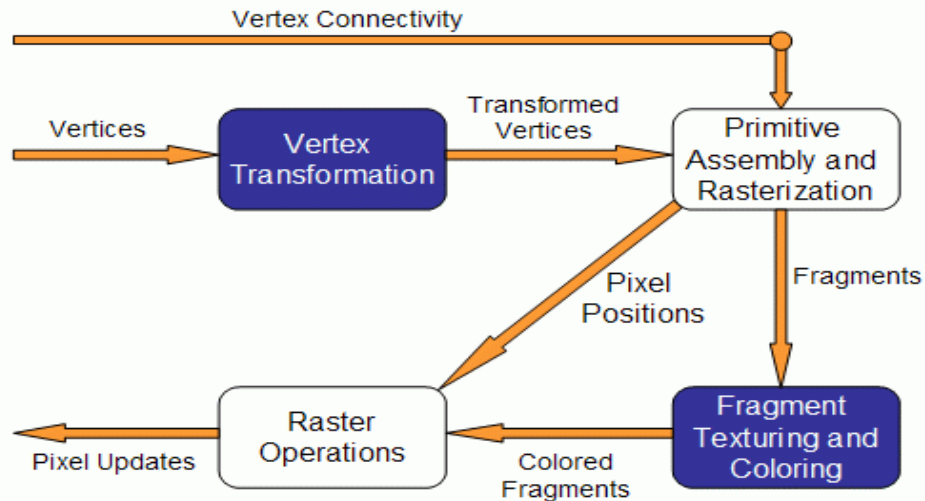 Vertex Connectivity
Vertices
Vertex
Transformation
Transformed
Vertices
Primitive
Assembly and
Rasterization
Pixel
Positions
Fragments
Fragment
Texturing and
Coloring
Colored
Fragments
Raster
Operations
Pixel Updates